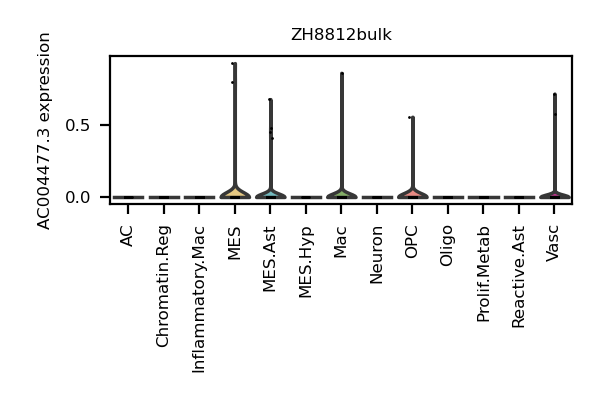 ZH8812bulk
AC004477.3 expression
0.5
0.0
AC
Chromatin.Reg
Inflammatory.Mac
MES
MES.Ast
MES.Hyp
Mac
Neuron
OPC
Oligo
Prolif.Metab
Reactive.Ast
Vasc